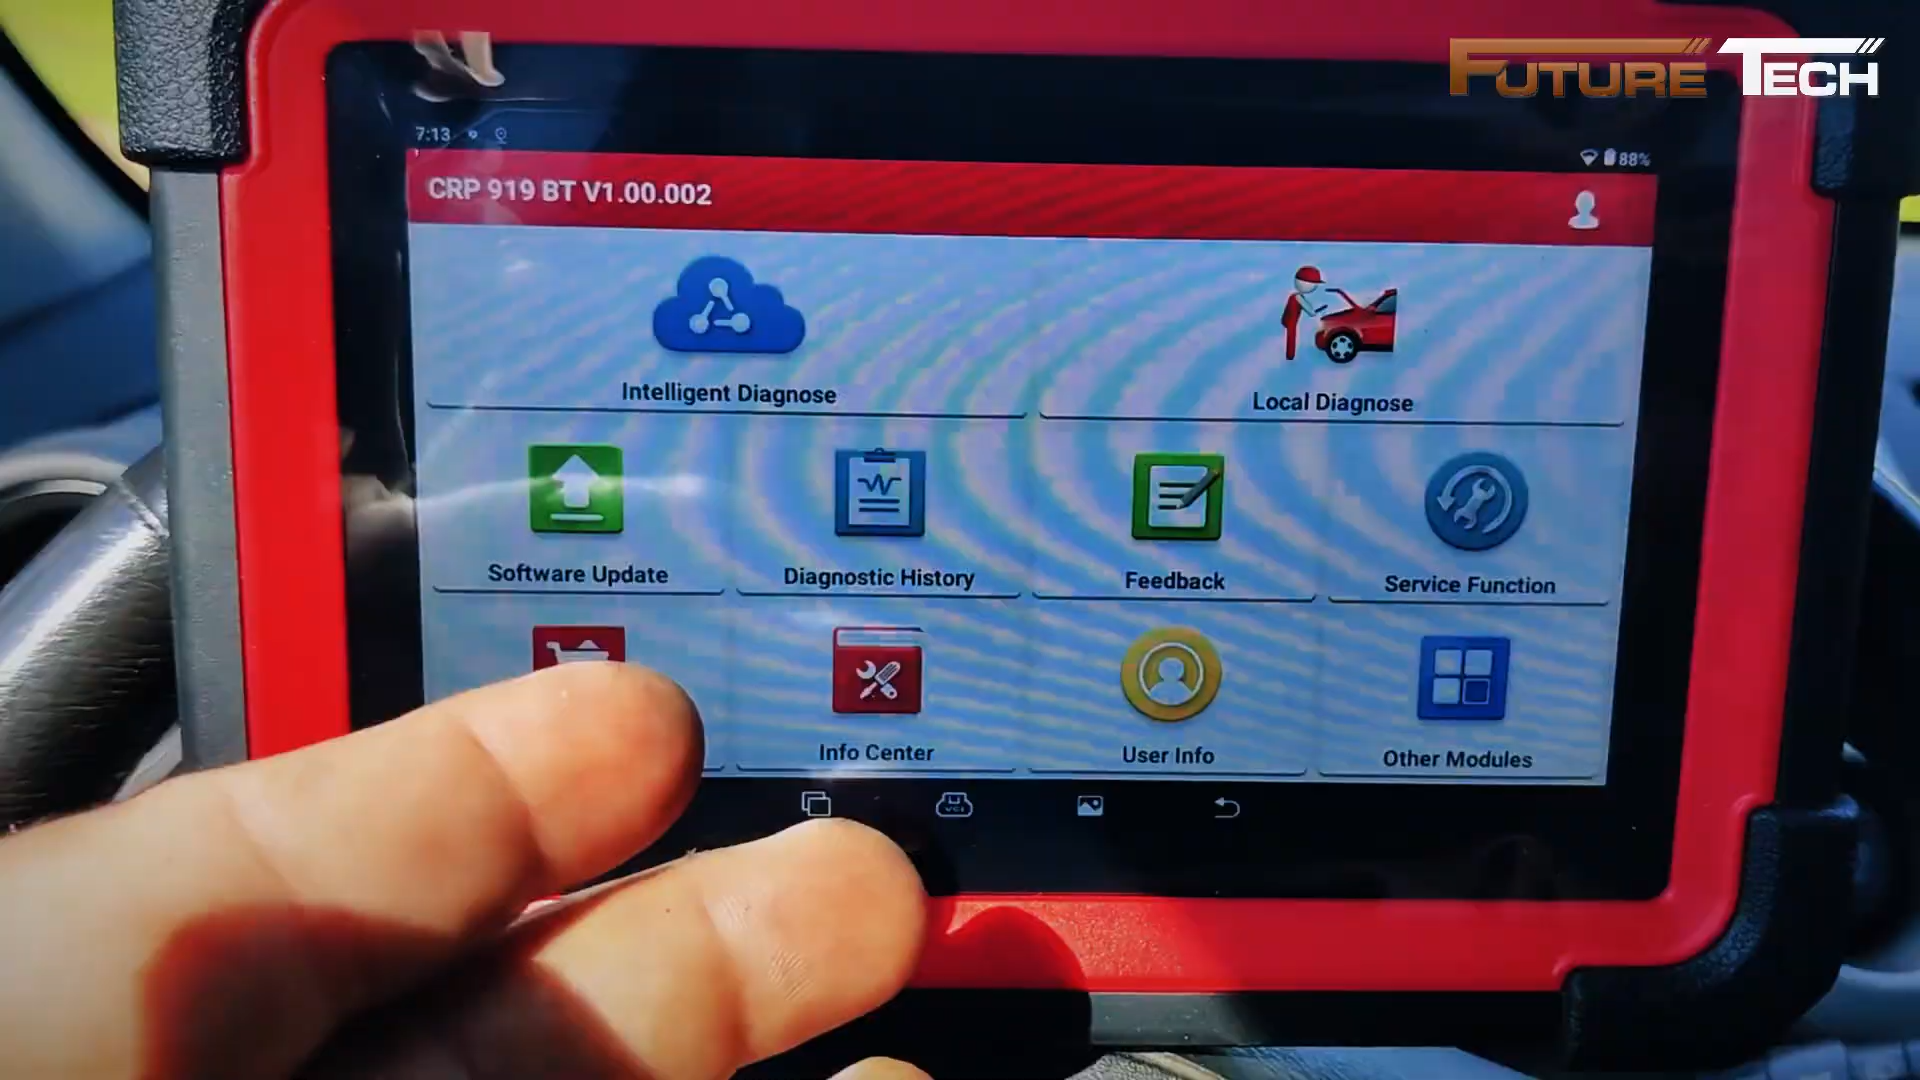 FUTURE TECH
7:13
88%
CRP 919 BT V1.00.002
Intelligent Diagnose
Local Diagnose
Software Update
Diagnostic History
Feedback
Service Function
Info Center
User Info
Other Modules
VCI